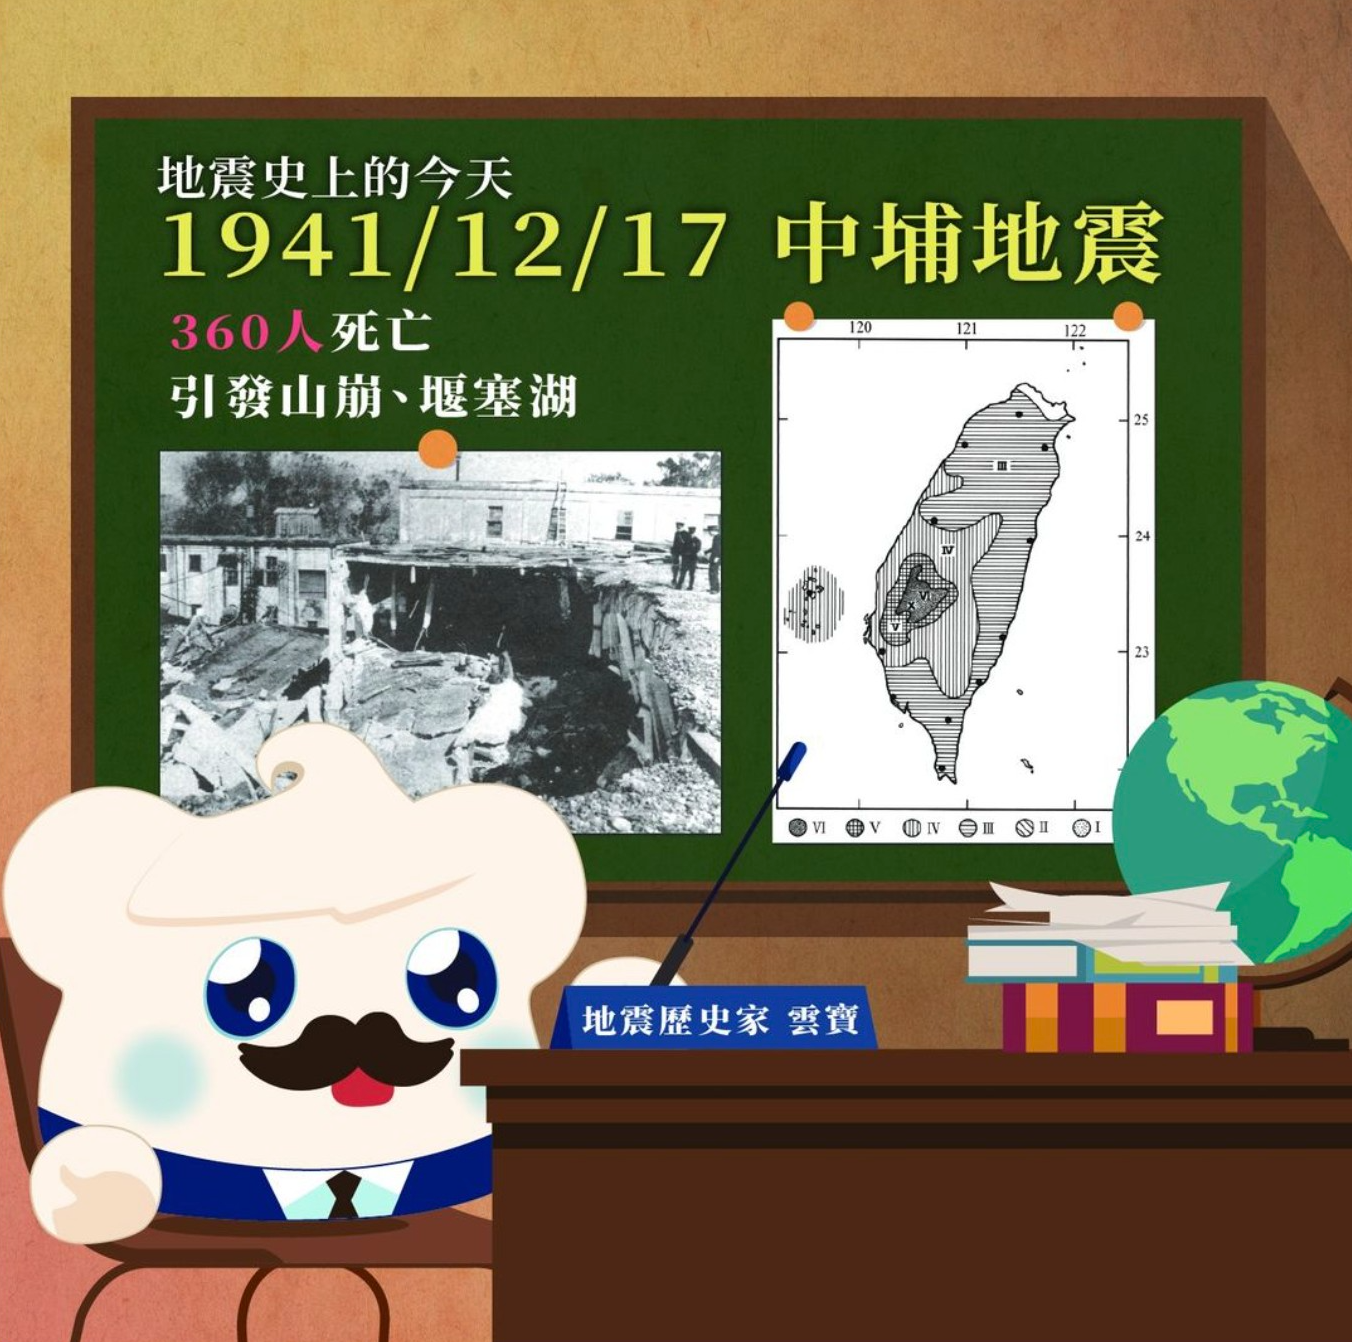 地震史上的今天
1941/12/17 中埔地震
360人死亡
引發山崩、堰塞湖
120 121 122
25
24
23
III
IV
VI
X
V
VI V IV III II I
地震歷史家 雲寶